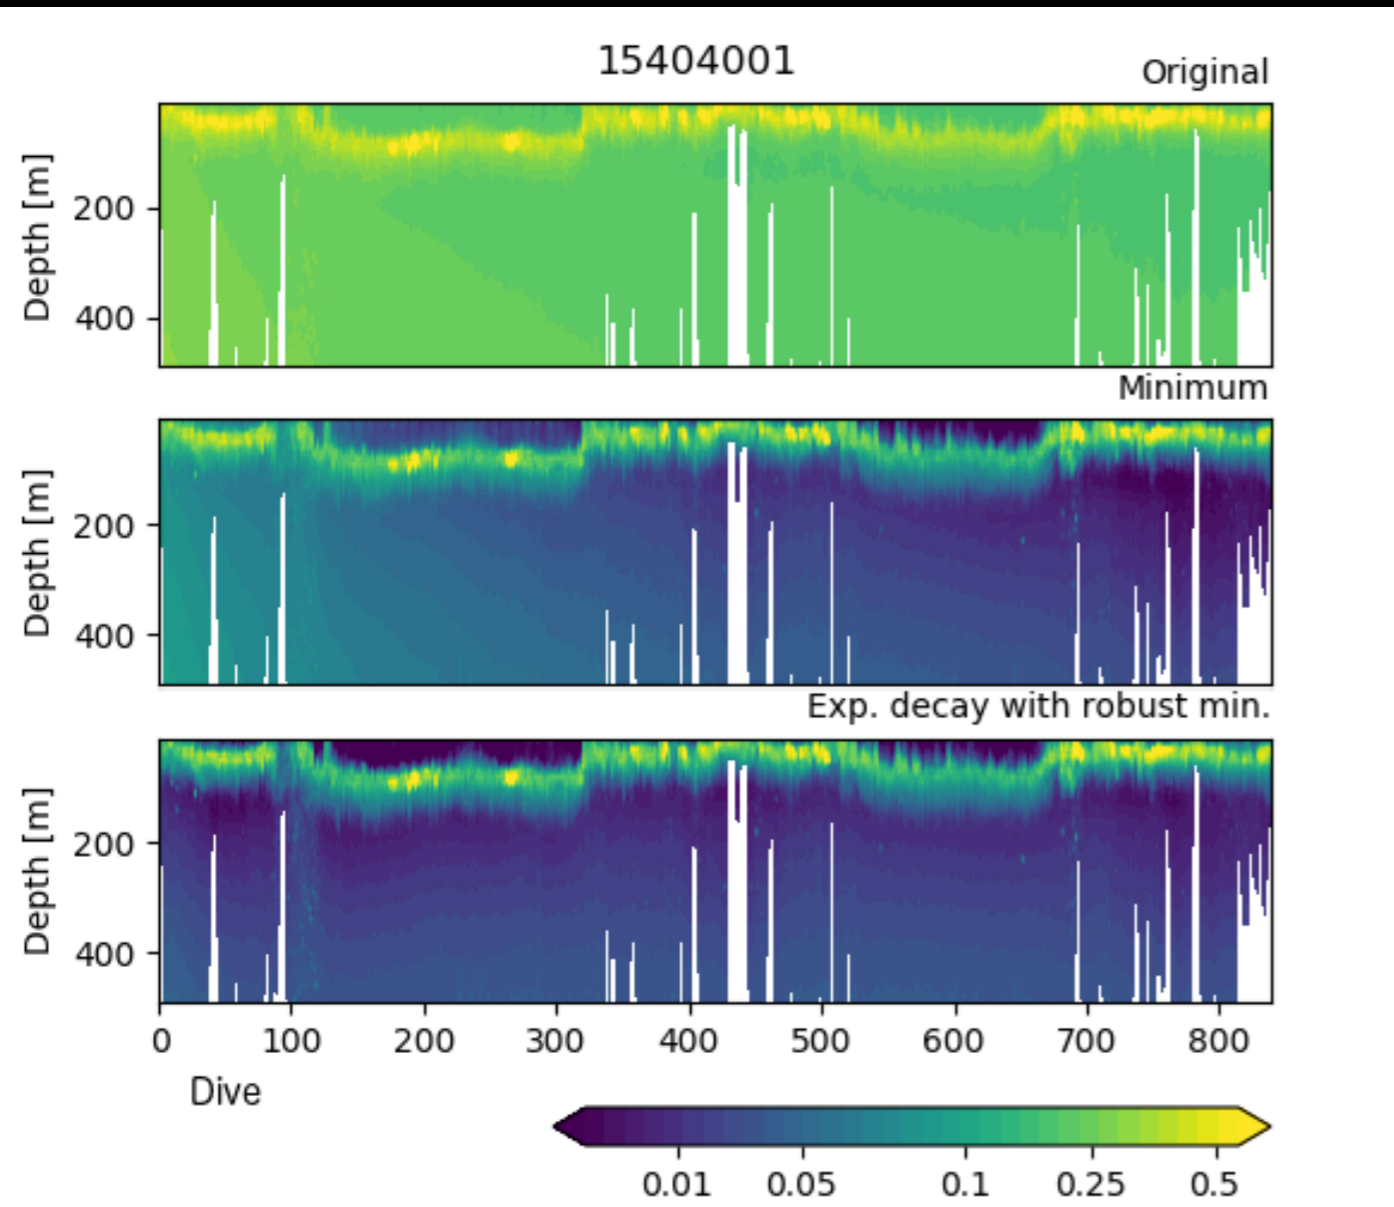 15404001
Original
Depth [m]
200
400
Minimum
Depth [m]
200
400
Exp. decay with robust min.
Depth [m]
200
400
0 100 200 300 400 500 600 700 800
Dive
0.01 0.05 0.1 0.25 0.5